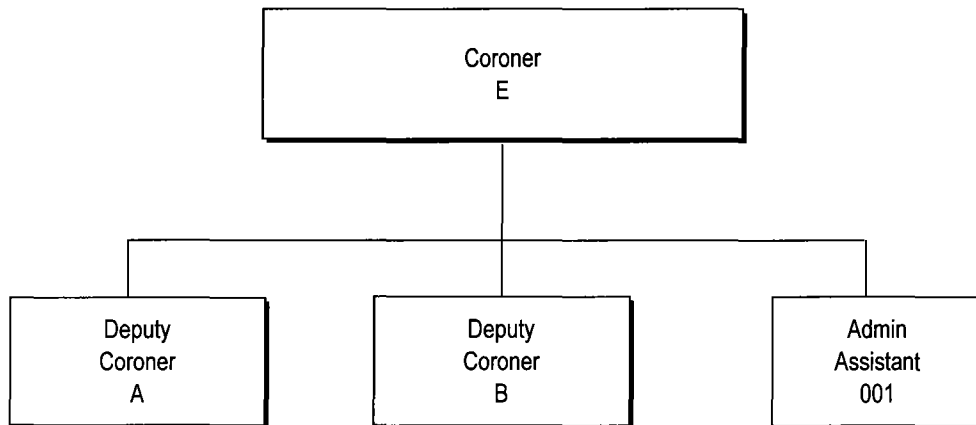 Coroner
E
Deputy
Coroner
A
Deputy
Coroner
B
Admin
Assistant
001